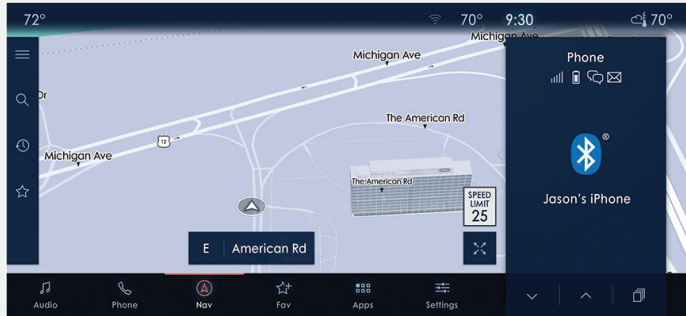 72°
70°
9:30
70°
Michigan Ave
Michigan Ave
Phone
Dr
The American Rd
12
Michigan Ave
The American Rd
Jason's iPhone
SPEED
LIMIT
25
E American Rd
Audio
Phone
Nav
Fav
Apps
Settings